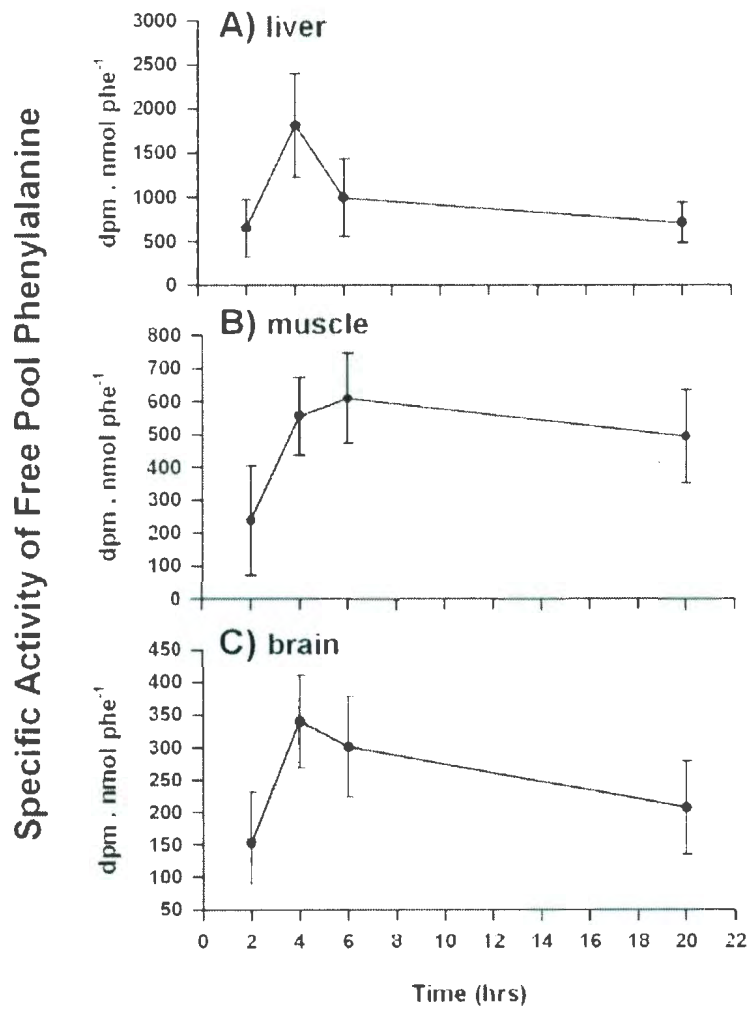 Specific Activity of Free Pool Phenylalanine
A) liver
dpm . nmol phe⁻¹
3000
2500
2000
1500
1000
500
0
B) muscle
dpm . nmol phe⁻¹
800
700
600
500
400
300
200
100
0
C) brain
dpm . nmol phe⁻¹
450
400
350
300
250
200
150
100
50
0 2 4 6 8 10 12 14 16 18 20 22
Time (hrs)